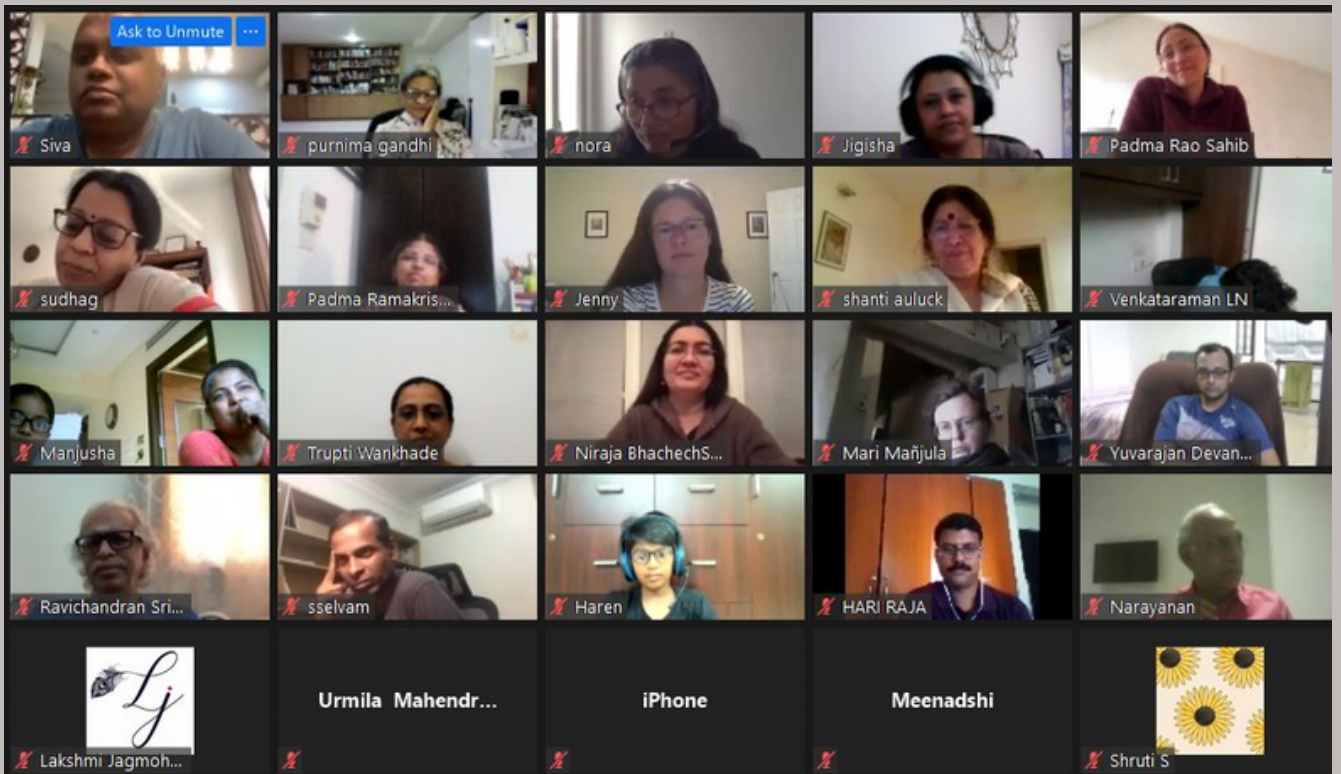 Ask to Unmute ...
Siva
purnima gandhi
nora
Jigisha
Padma Rao Sahib
sudhag
Padma Ramakris...
Jenny
shanti auluck
Venkataraman LN
Manjusha
Trupti Wankhade
Niraja BhachechS...
Mari Mañjula
Yuvarajan Devan...
Ravichandran Sri...
sselvam
Haren
HARI RAJA
Narayanan
Lj
Lakshmi Jagmoh...
Urmila Mahendr...
iPhone
Meenadshi
Shruti S